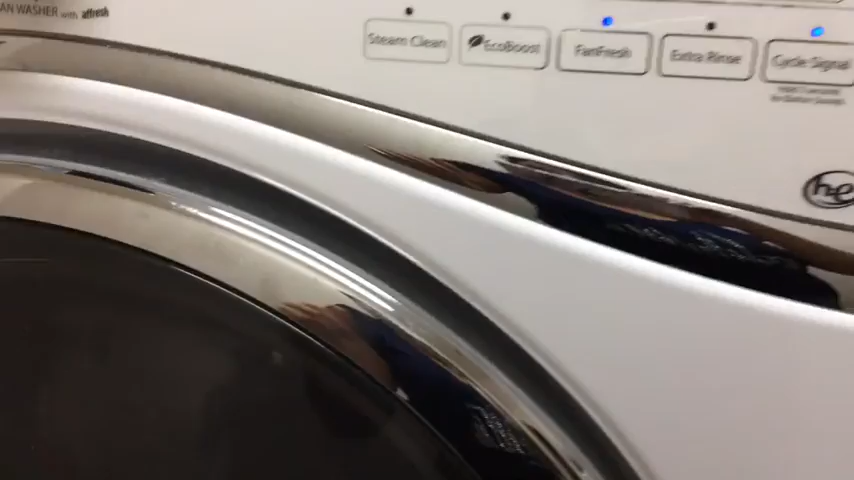 AN WASHER with affresh
Steam Clean
EcoBoost
FanFresh
Extra Rinse
Cycle Signal
he